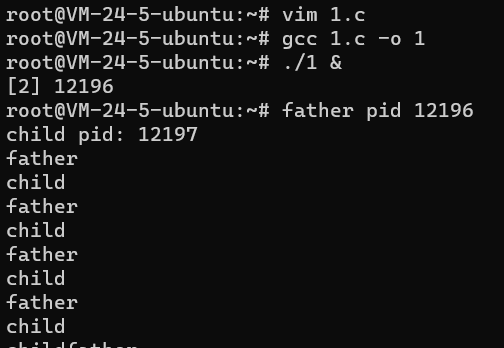 root@VM-24-5-ubuntu:~# vim 1.c
root@VM-24-5-ubuntu:~# gcc 1.c -o 1
root@VM-24-5-ubuntu:~# ./1 &
[2] 12196
root@VM-24-5-ubuntu:~# father pid 12196
child pid: 12197
father
child
father
child
father
child
father
child
childfather